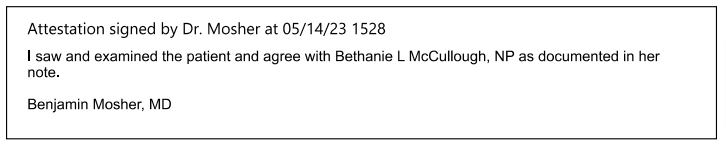 Attestation signed by Dr. Mosher at 05/14/23 1528
I saw and examined the patient and agree with Bethanie L McCullough, NP as documented in her
note.
Benjamin Mosher, MD